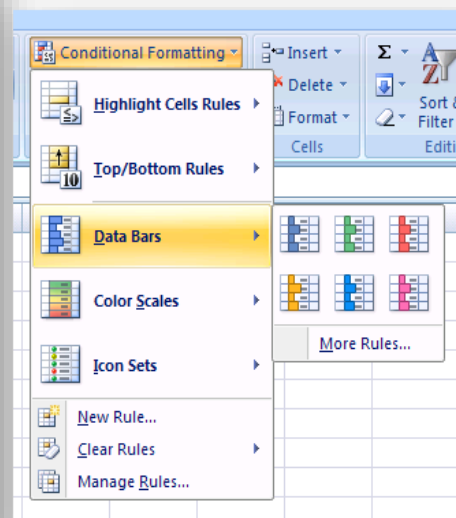 Conditional Formatting
Insert
Σ
Delete
Format
Sort &
Filter
Cells
Editi
Highlight Cells Rules
Top/Bottom Rules
10
Data Bars
Color Scales
Icon Sets
More Rules...
New Rule...
Clear Rules
Manage Rules...